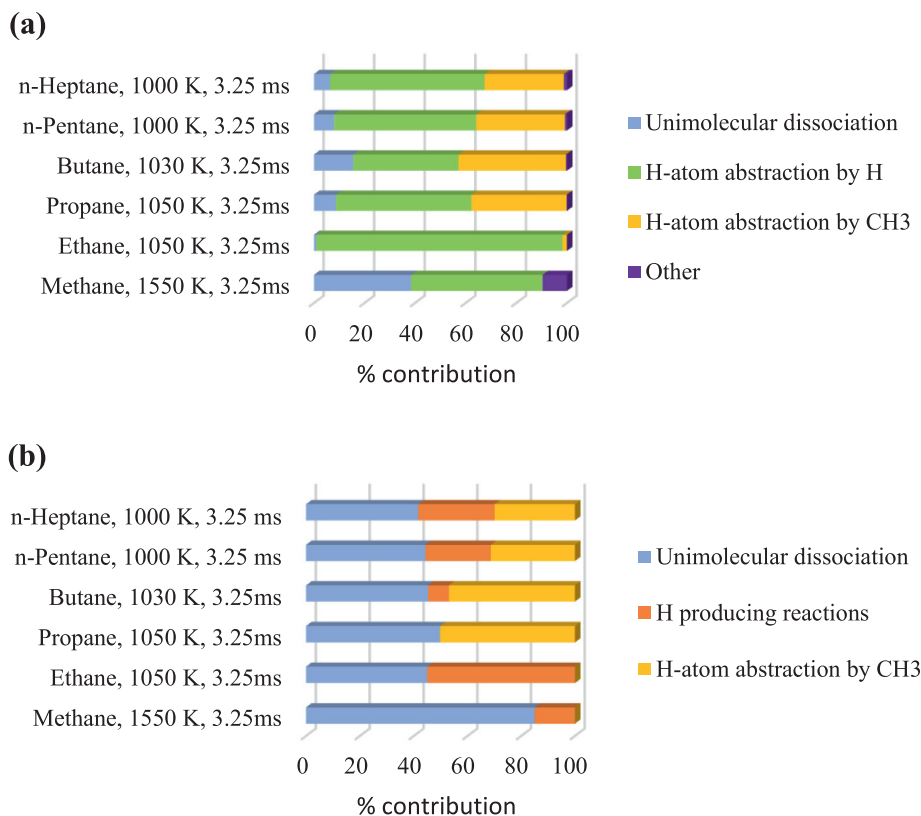 (a)
n-Heptane, 1000 K, 3.25 ms
n-Pentane, 1000 K, 3.25 ms
Butane, 1030 K, 3.25ms
Propane, 1050 K, 3.25ms
Ethane, 1050 K, 3.25ms
Methane, 1550 K, 3.25ms
0 20 40 60 80 100
% contribution
Unimolecular dissociation
H-atom abstraction by H
H-atom abstraction by CH3
Other
(b)
n-Heptane, 1000 K, 3.25 ms
n-Pentane, 1000 K, 3.25 ms
Butane, 1030 K, 3.25ms
Propane, 1050 K, 3.25ms
Ethane, 1050 K, 3.25ms
Methane, 1550 K, 3.25ms
0 20 40 60 80 100
% contribution
Unimolecular dissociation
H producing reactions
H-atom abstraction by CH3